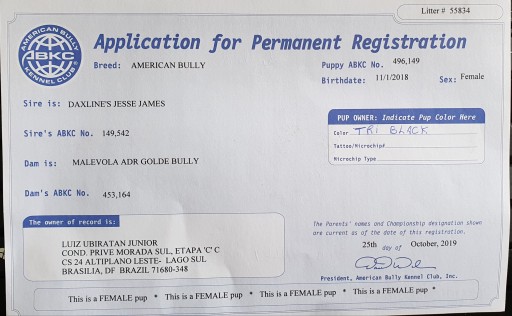 Litter # 55834
AMERICAN BULLY
ABKC
KENNEL CLUB
Application for Permanent Registration
Breed: AMERICAN BULLY
Puppy ABKC No. 496,149
Birthdate: 11/1/2018 Sex: Female
Sire is: DAXLINE'S JESSE JAMES
PUP OWNER: Indicate Pup Color Here
Color TRI BLACK
Sire's ABKC No. 149,542
Tattoo/Microchip#
Microchip Type
Dam is: MALEVOLA ADR GOLDE BULLY
Dam's ABKC No. 453,164
The owner of record is:
The Parents' names and Championship designation shown
are current as of the date of this registration.
LUIZ UBIRATAN JUNIOR
COND. PRIVE MORADA SUL, ETAPA 'C' C
CS 24 ALTIPLANO LESTE- LAGO SUL
BRASILIA, DF BRAZIL 71680-348
25th day of October, 2019
President, American Bully Kennel Club, Inc.
This is a FEMALE pup * This is a FEMALE pup * This is a FEMALE pup * This is a FEMALE pup